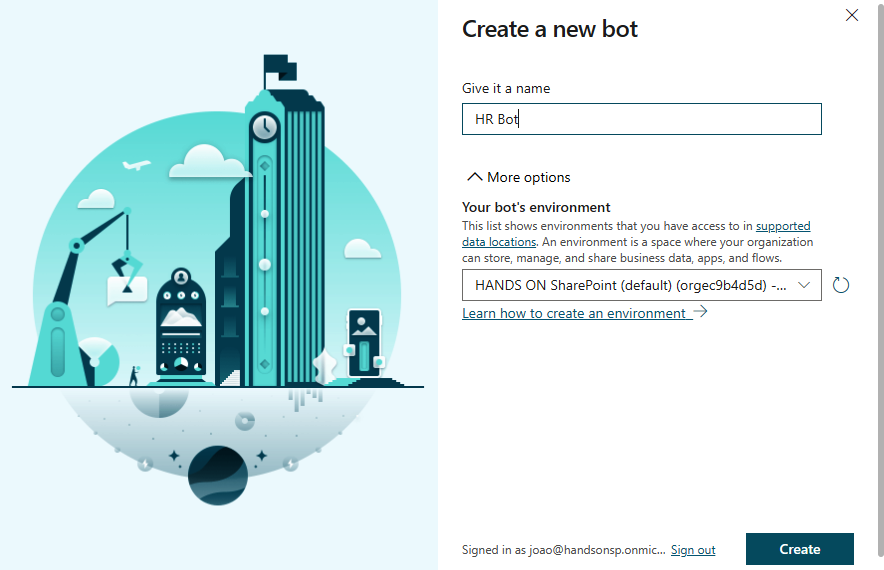 Create a new bot
Give it a name
HR Bot
More options
Your bot's environment
This list shows environments that you have access to in supported
data locations. An environment is a space where your organization
can store, manage, and share business data, apps, and flows.
HANDS ON SharePoint (default) (orgec9b4d5d) -...
Learn how to create an environment
Signed in as joao@handsonsp.onmic... Sign out
Create